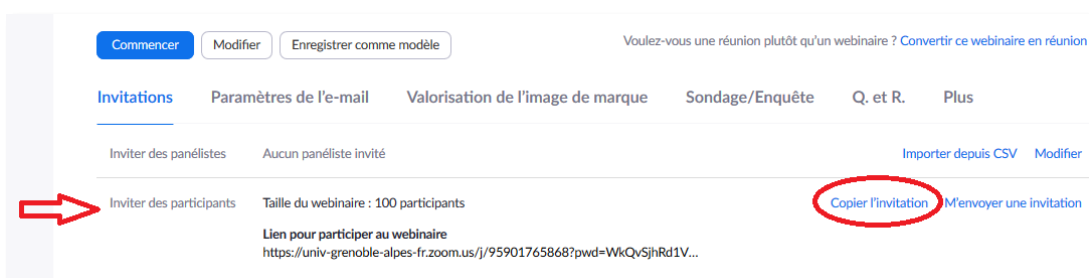 Commencer Modifier Enregistrer comme modèle Voulez-vous une réunion plutôt qu'un webinaire ? Convertir ce webinaire en réunion
Invitations Paramètres de l'e-mail Valorisation de l'image de marque Sondage/Enquête Q. et R. Plus
Inviter des panélistes Aucun panéliste invité Importer depuis CSV Modifier
Inviter des participants Taille du webinaire : 100 participants Copier l'invitation M'envoyer une invitation
Lien pour participer au webinaire
https://univ-grenoble-alpes-fr.zoom.us/j/95901765868?pwd=WkQvSjhRd1V...